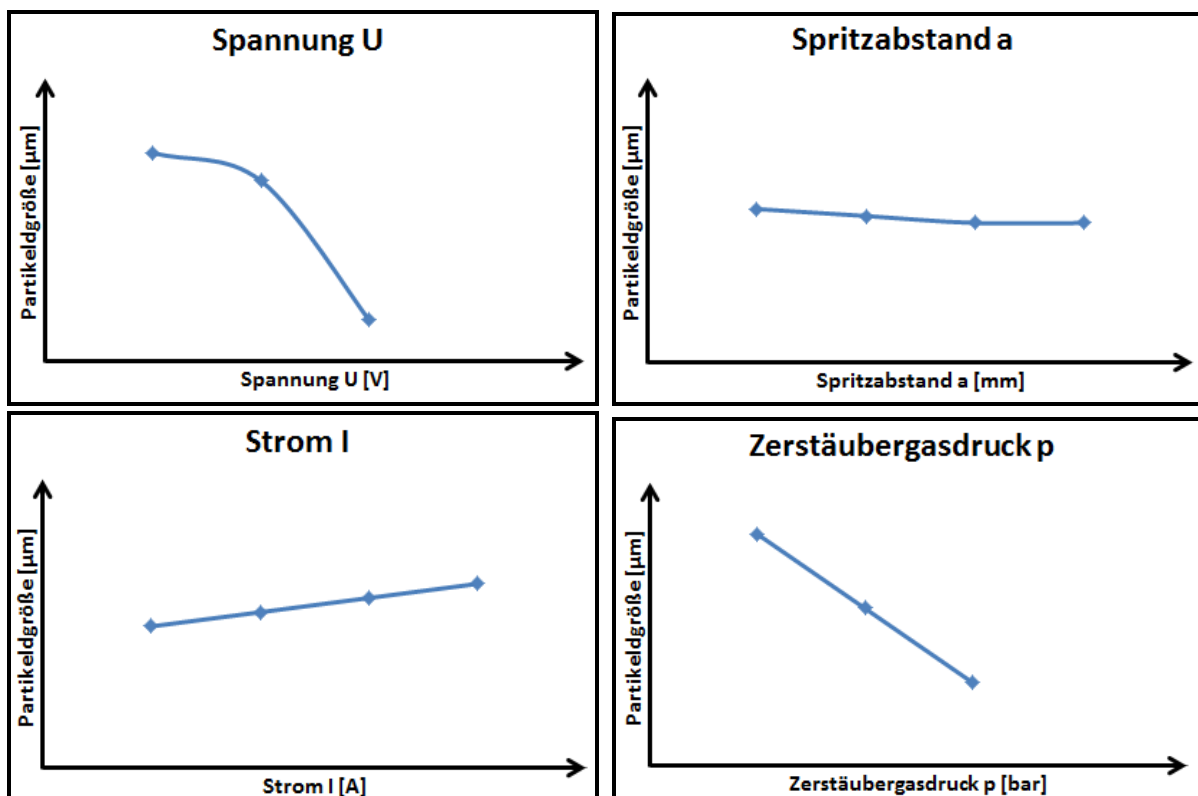 Spannung U
Partikeldgröße [µm]
Spannung U [V]
Spritzabstand a
Partikeldgröße [µm]
Spritzabstand a [mm]
Strom I
Partikeldgröße [µm]
Strom I [A]
Zerstäubergasdruck p
Partikeldgröße [µm]
Zerstäubergasdruck p [bar]